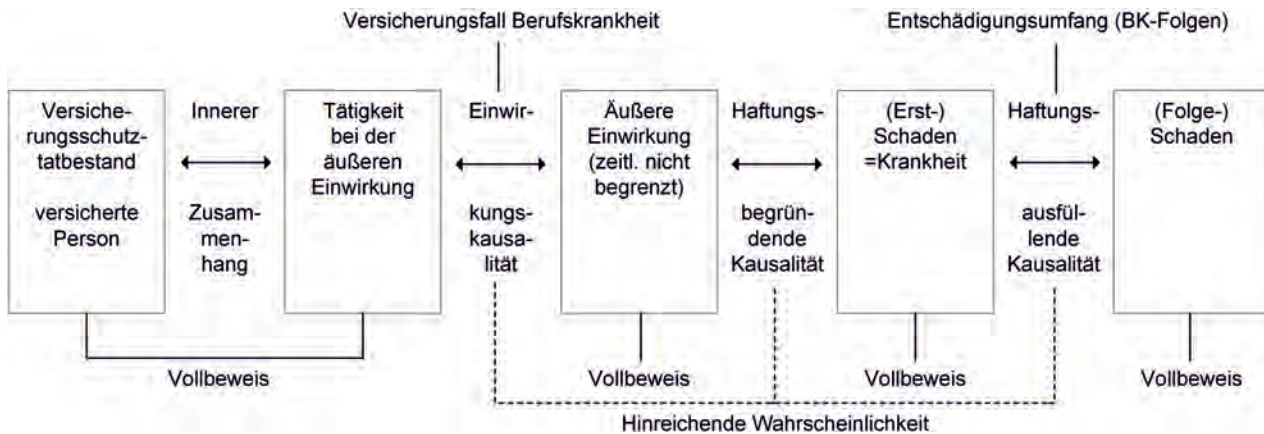 Versicherungsfall Berufskrankheit
Entschädigungsumfang (BK-Folgen)
Versiche-
rungsschutz-
tatbestand
versicherte
Person
Innerer
Zusam-
men-
hang
Tätigkeit
bei der
äußeren
Einwirkung
Einwir-
kungs-
kausa-
lität
Äußere
Einwirkung
(zeitl. nicht
begrenzt)
Haftungs-
begrün-
dende
Kausalität
(Erst-)
Schaden
=Krankheit
Haftungs-
ausfül-
lende
Kausalität
(Folge-)
Schaden
Vollbeweis
Vollbeweis
Vollbeweis
Vollbeweis
Hinreichende Wahrscheinlichkeit